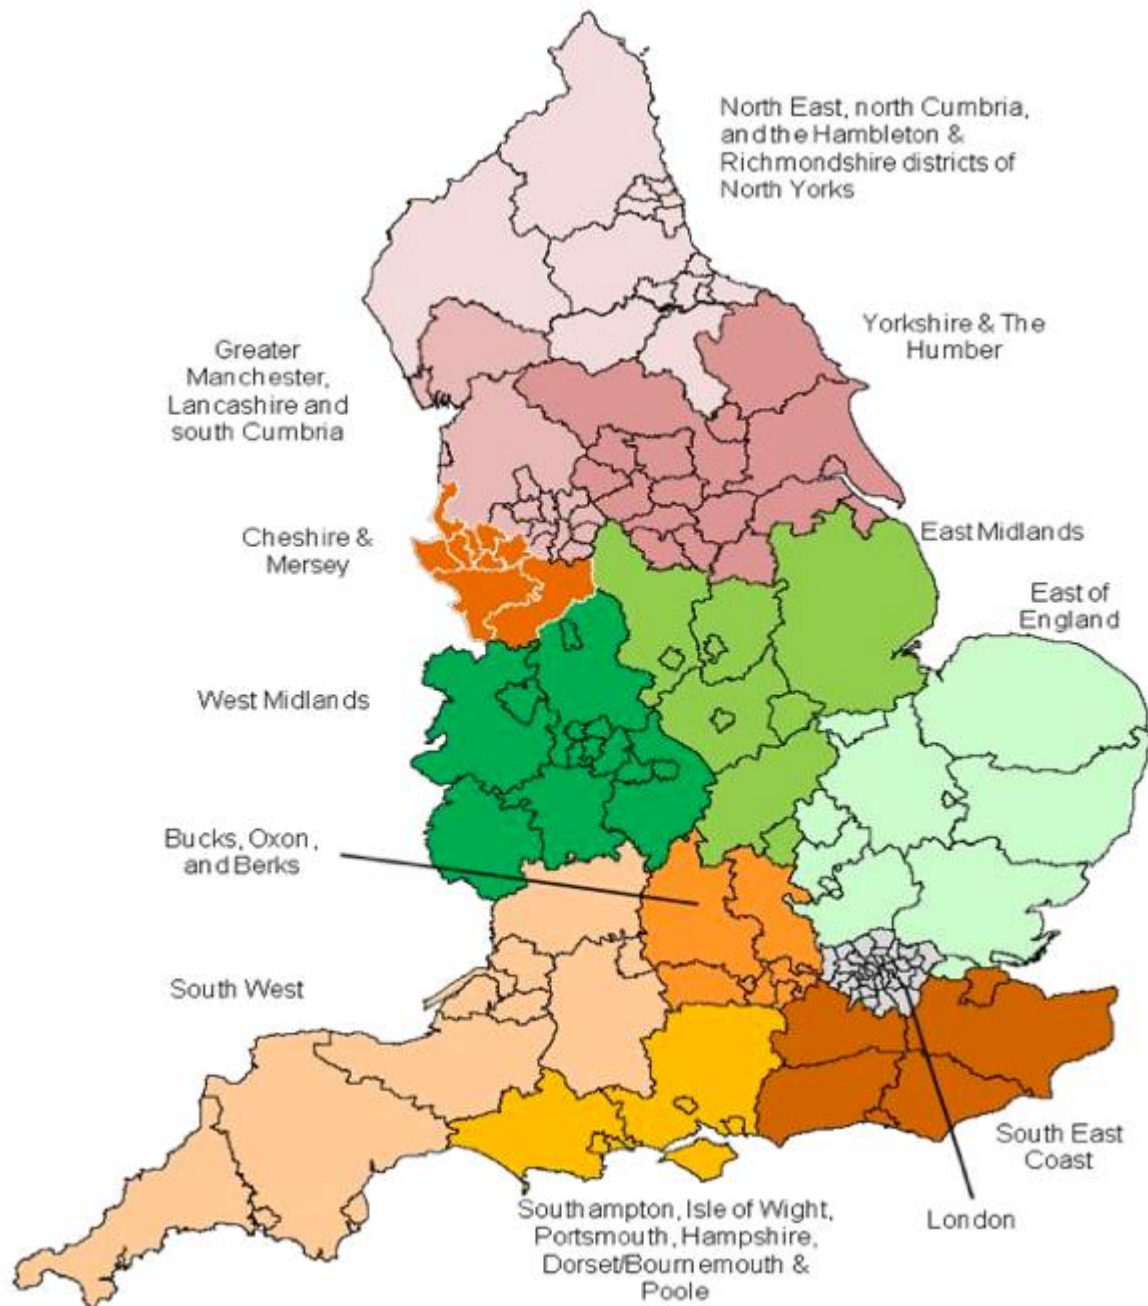 North East, north Cumbria,
and the Hambleton &
Richmondshire districts of
North Yorks
Yorkshire & The
Humber
Greater
Manchester,
Lancashire and
south Cumbria
Cheshire &
Mersey
East Midlands
East of
England
West Midlands
Bucks, Oxon,
and Berks
South West
South East
Coast
London
Southampton, Isle of Wight,
Portsmouth, Hampshire,
Dorset/Bournemouth &
Poole